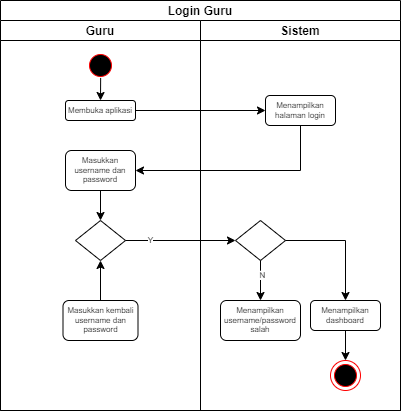 Login Guru
Guru
Sistem
Membuka aplikasi
Menampilkan
halaman login
Masukkan
username dan
password
Y
N
Masukkan kembali
username dan
password
Menampilkan
username/password
salah
Menampilkan
dashboard